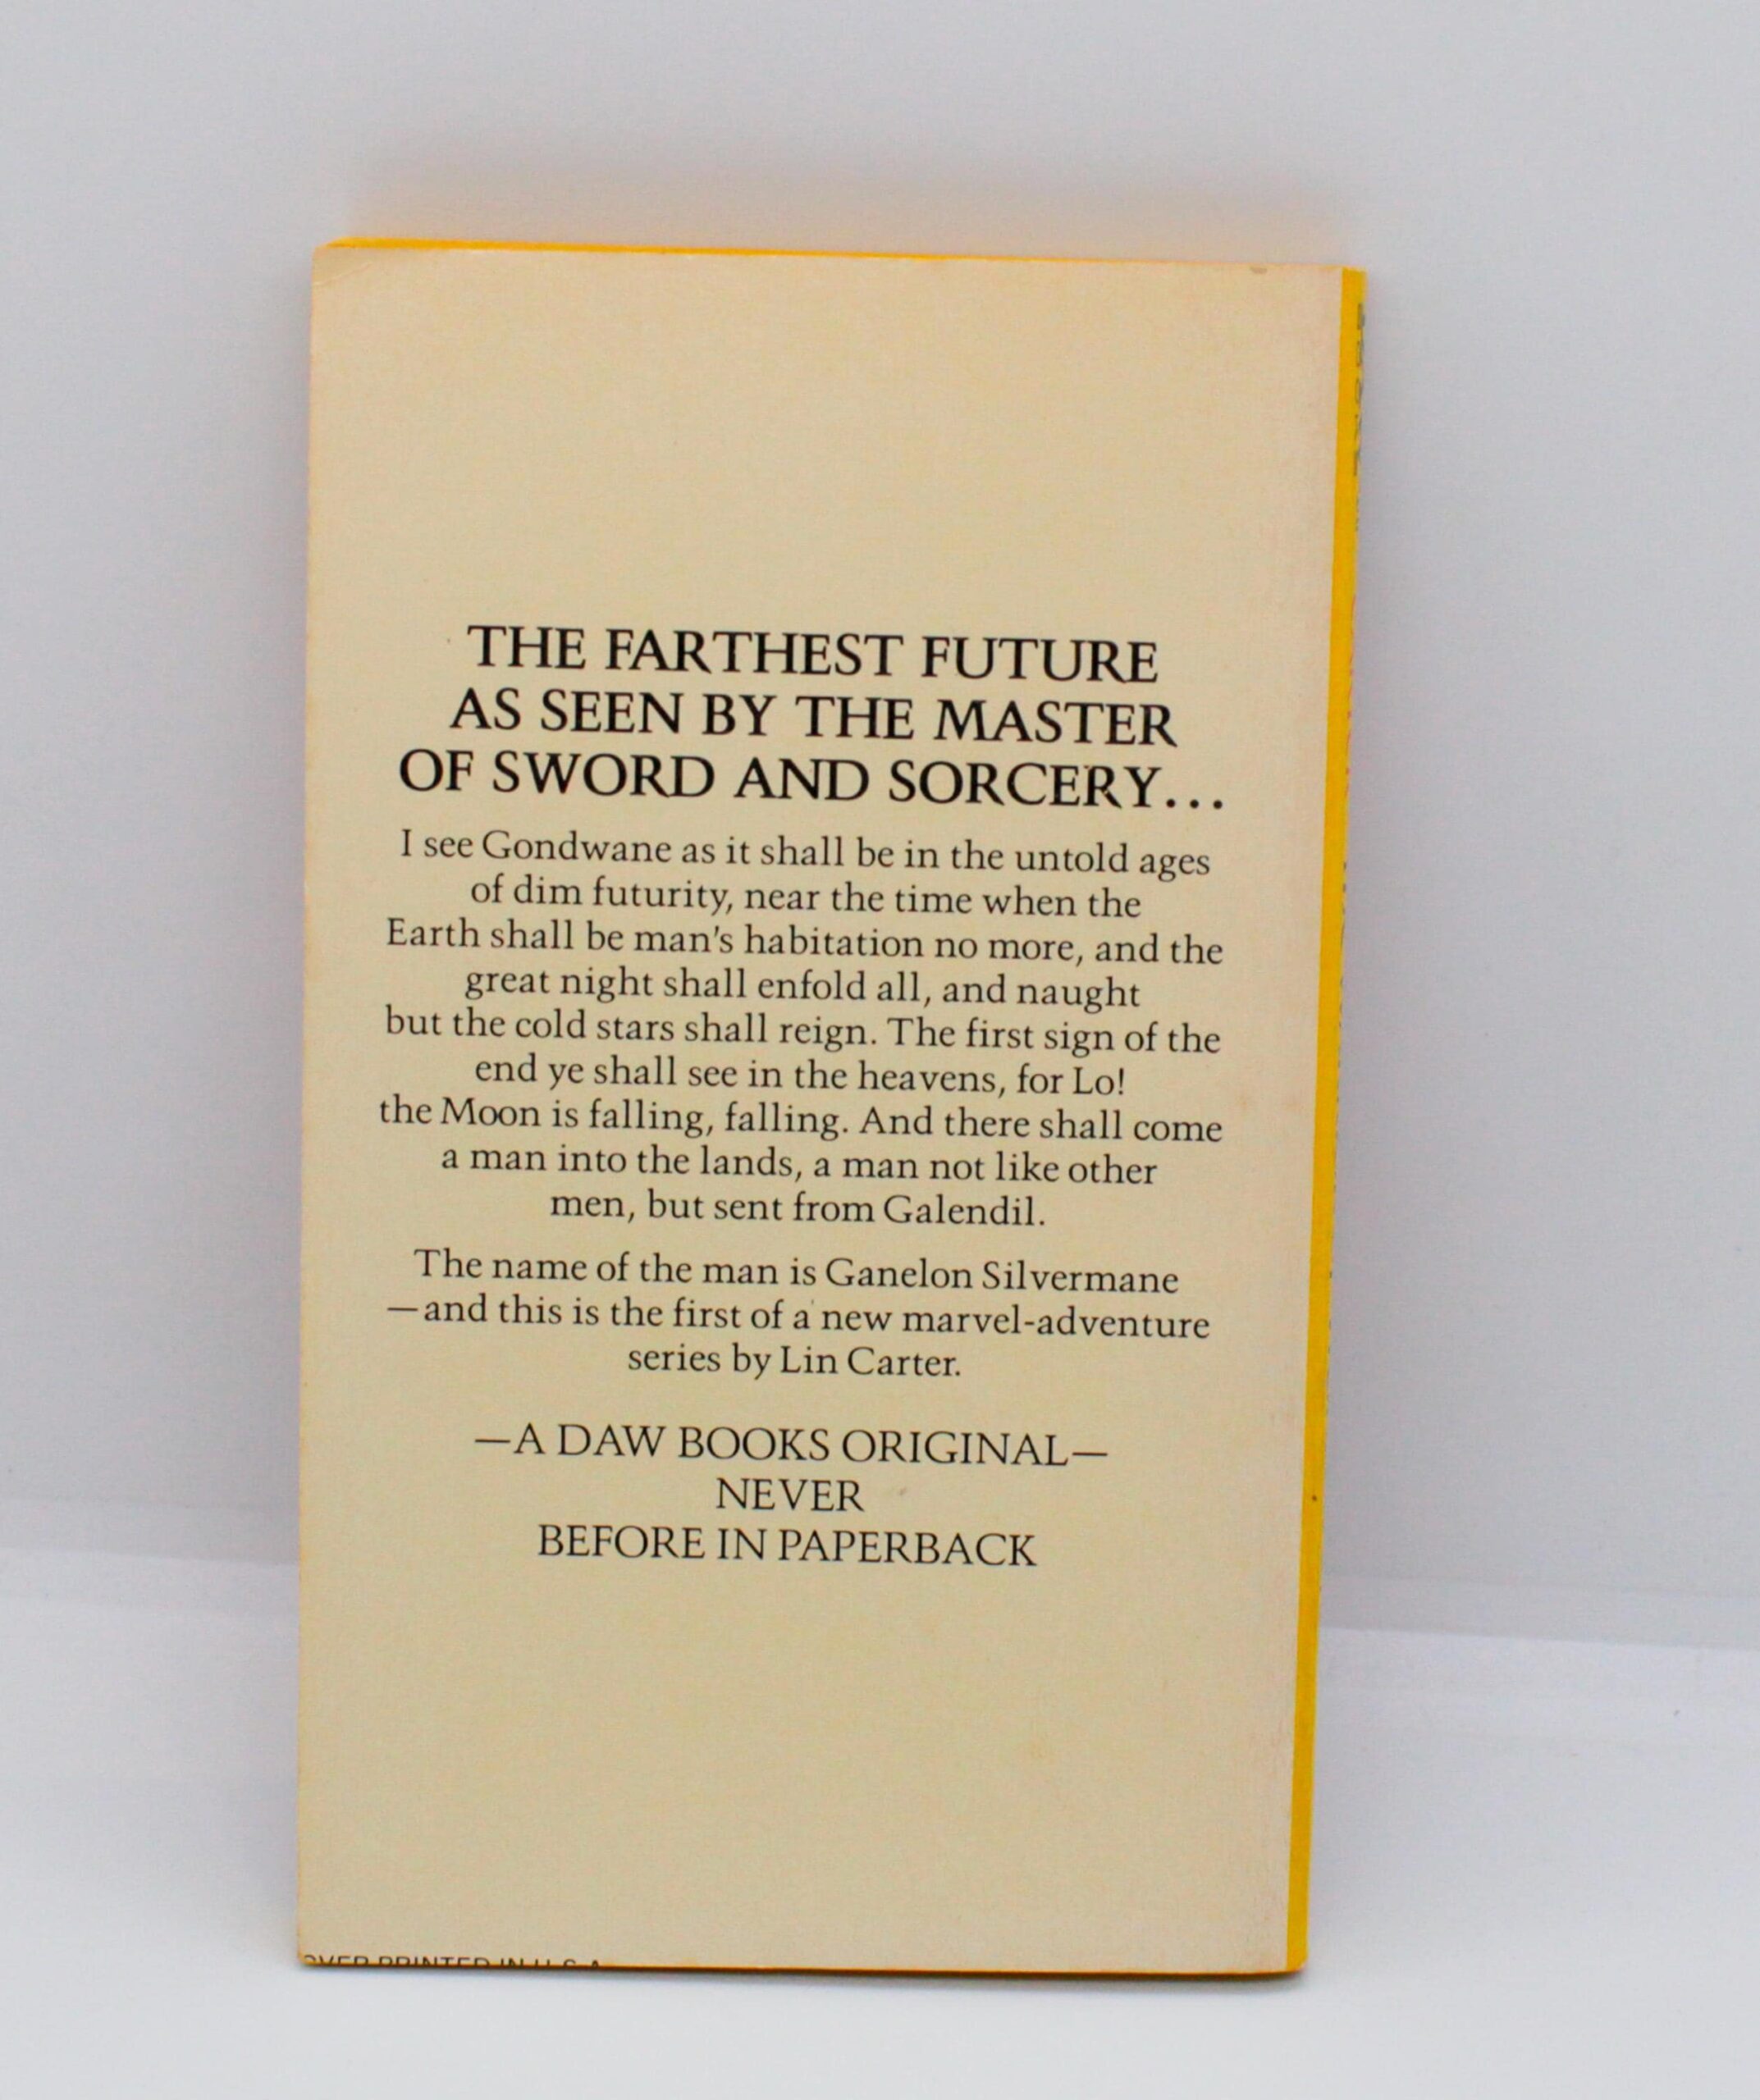 THE FARTHEST FUTURE
AS SEEN BY THE MASTER
OF SWORD AND SORCERY...
I see Gondwane as it shall be in the untold ages
of dim futurity, near the time when the
Earth shall be man's habitation no more, and the
great night shall enfold all, and naught
but the cold stars shall reign. The first sign of the
end ye shall see in the heavens, for Lo!
the Moon is falling, falling. And there shall come
a man into the lands, a man not like other
men, but sent from Galendil.
The name of the man is Ganelon Silvermane
—and this is the first of a new marvel-adventure
series by Lin Carter.
—A DAW BOOKS ORIGINAL—
NEVER
BEFORE IN PAPERBACK
PRINTED IN U.S.A.